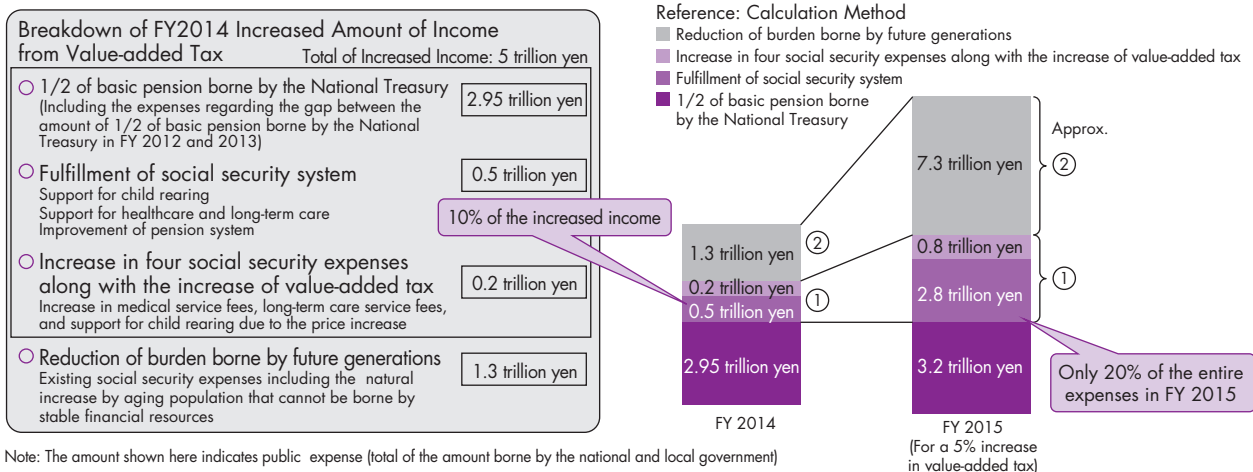 Breakdown of FY2014 Increased Amount of Income
from Value-added Tax
Total of Increased Income: 5 trillion yen
1/2 of basic pension borne by the National Treasury
(Including the expenses regarding the gap between the
amount of 1/2 of basic pension borne by the National
Treasury in FY 2012 and 2013)
2.95 trillion yen
Fulfillment of social security system
Support for child rearing
Support for healthcare and long-term care
Improvement of pension system
0.5 trillion yen
Increase in four social security expenses
along with the increase of value-added tax
Increase in medical service fees, long-term care service fees,
and support for child rearing due to the price increase
0.2 trillion yen
Reduction of burden borne by future generations
Existing social security expenses including the natural
increase by aging population that cannot be borne by
stable financial resources
1.3 trillion yen
10% of the increased income
Reference: Calculation Method
Reduction of burden borne by future generations
Increase in four social security expenses along with the increase of value-added tax
Fulfillment of social security system
1/2 of basic pension borne
by the National Treasury
1.3 trillion yen
②
0.2 trillion yen
0.5 trillion yen
①
2.95 trillion yen
FY 2014
Approx.
7.3 trillion yen
②
0.8 trillion yen
2.8 trillion yen
①
3.2 trillion yen
Only 20% of the entire
expenses in FY 2015
FY 2015
(For a 5% increase
in value-added tax)
Note: The amount shown here indicates public expense (total of the amount borne by the national and local government)